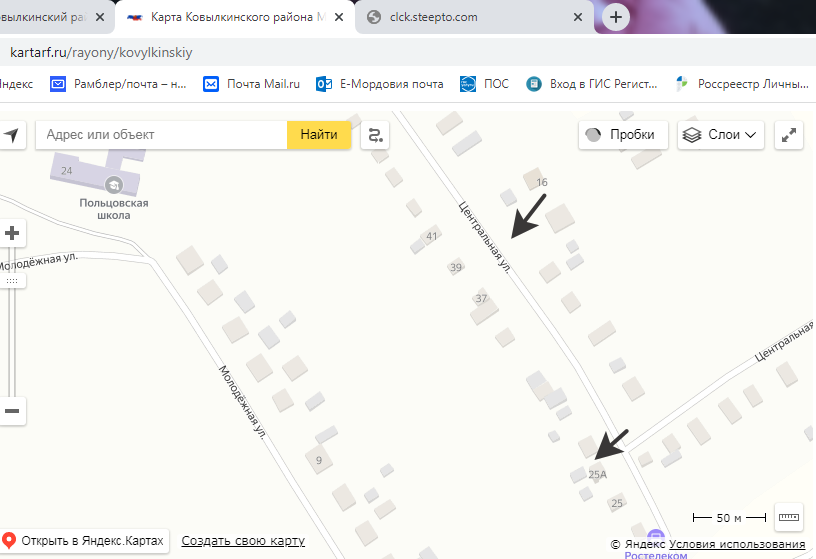 овылкинский ра
Карта Ковылкинского района М
clck.steepto.com
kartarf.ru/rayony/kovylkinskiy
ндекс
Рамблер/почта – н...
Почта Mail.ru
Е-Мордовия почта
ПОС
Вход в ГИС Регист...
Россреестр Личны...
Адрес или объект
Найти
Пробки
Слои
24
Польцовская
школа
16
Центральная ул.
41
39
37
Молодёжная ул.
Центральная
Молодёжная ул.
9
25А
25
50 м
Открыть в Яндекс.Картах
Создать свою карту
© Яндекс Условия использования
Ростелеком